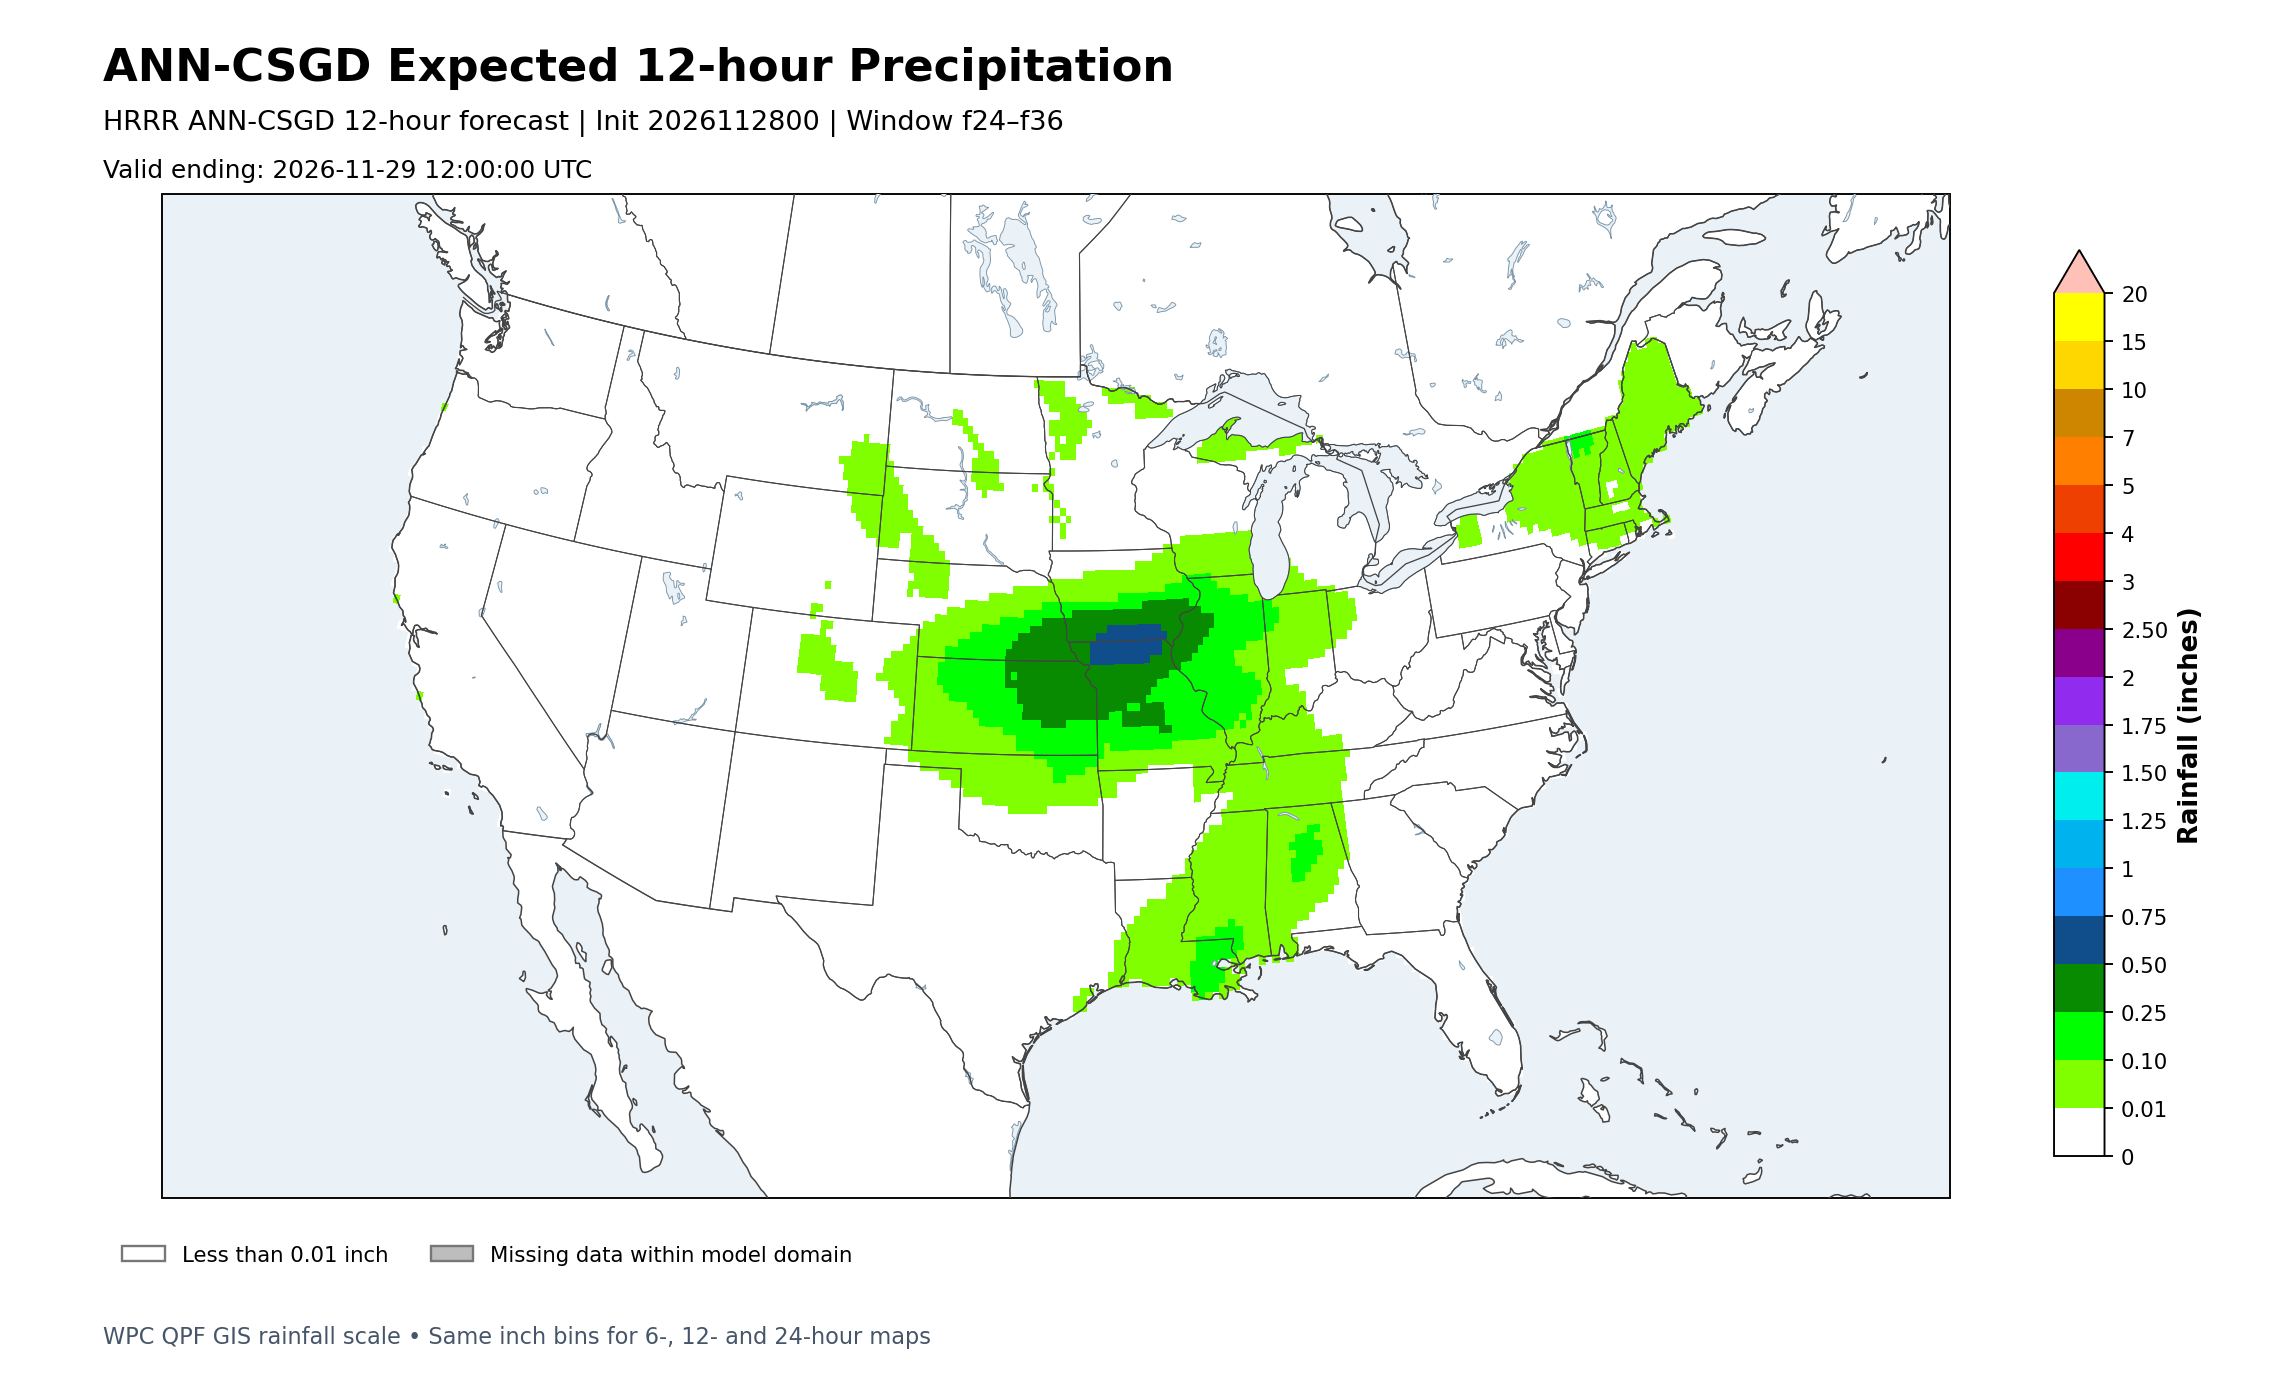 ANN-CSGD Expected 12-hour Precipitation
HRRR ANN-CSGD 12-hour forecast | Init 2026112800 | Window f24–f36
Valid ending: 2026-11-29 12:00:00 UTC
20
15
10
7
5
4
3
2.50
2
1.75
1.50
1.25
1
0.75
0.50
0.25
0.10
0.01
0
Rainfall (inches)
Less than 0.01 inch
Missing data within model domain
WPC QPF GIS rainfall scale • Same inch bins for 6-, 12- and 24-hour maps